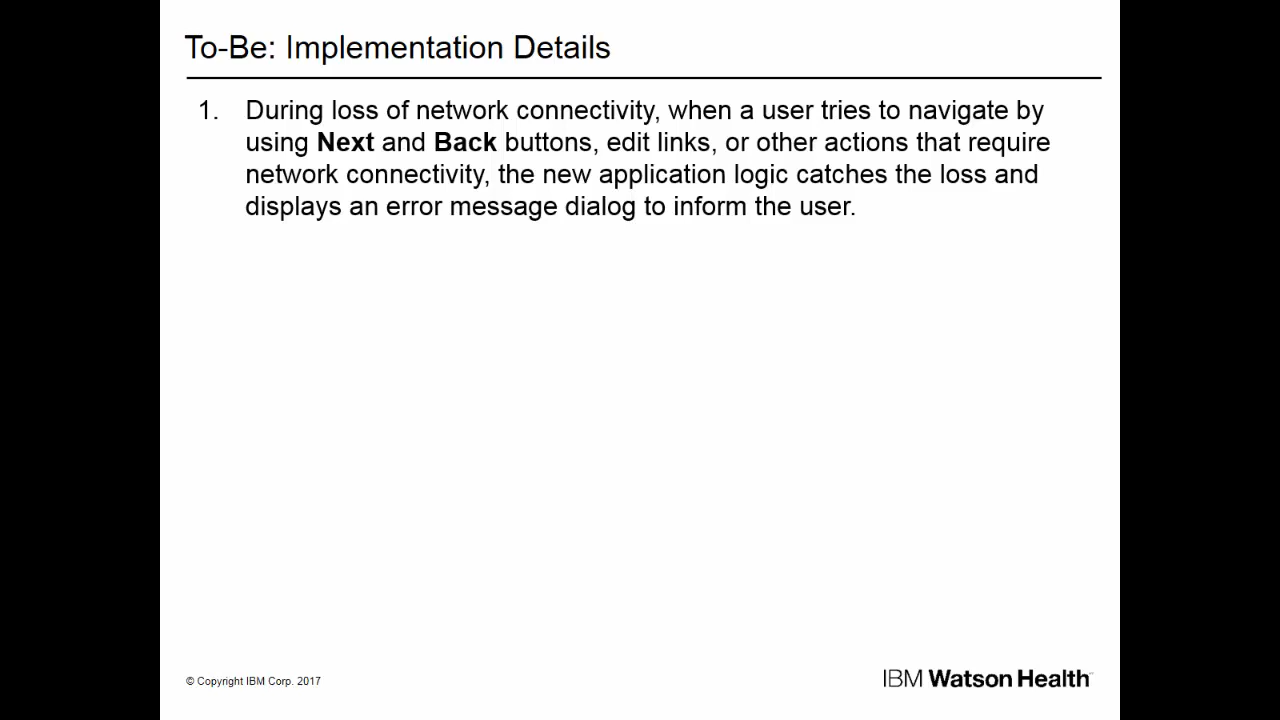 To-Be: Implementation Details
1. During loss of network connectivity, when a user tries to navigate by
using Next and Back buttons, edit links, or other actions that require
network connectivity, the new application logic catches the loss and
displays an error message dialog to inform the user.
© Copyright IBM Corp. 2017
IBM Watson Health